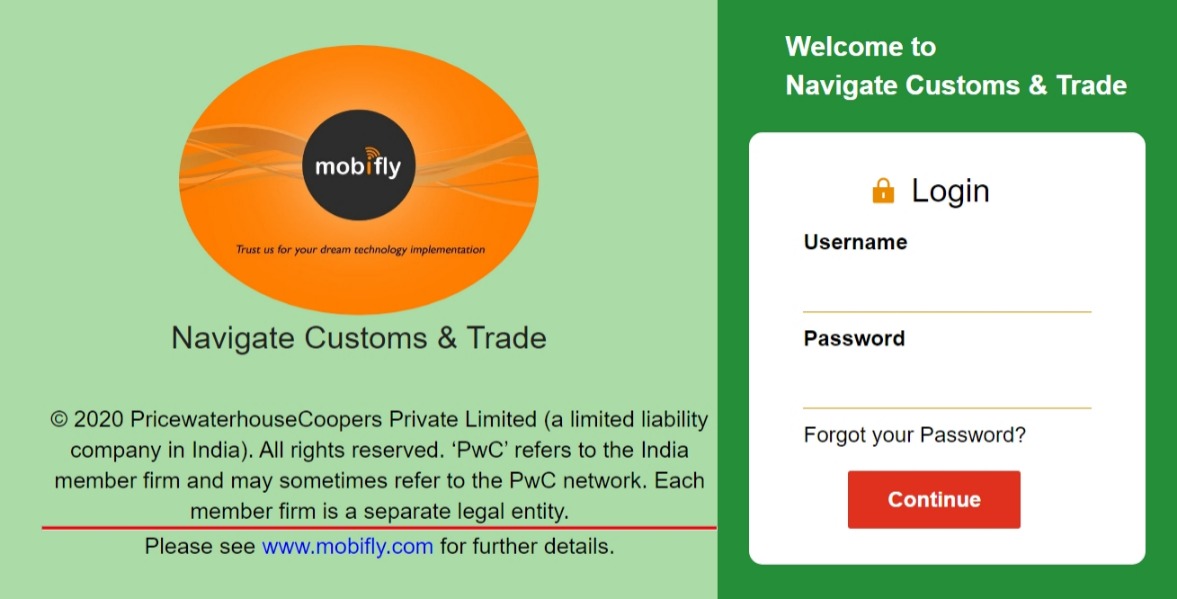 mobifly
Trust us for your dream technology implementation
Navigate Customs & Trade
© 2020 PricewaterhouseCoopers Private Limited (a limited liability
company in India). All rights reserved. ‘PwC’ refers to the India
member firm and may sometimes refer to the PwC network. Each
member firm is a separate legal entity.
Please see www.mobifly.com for further details.
Welcome to
Navigate Customs & Trade
Login
Username
Password
Forgot your Password?
Continue